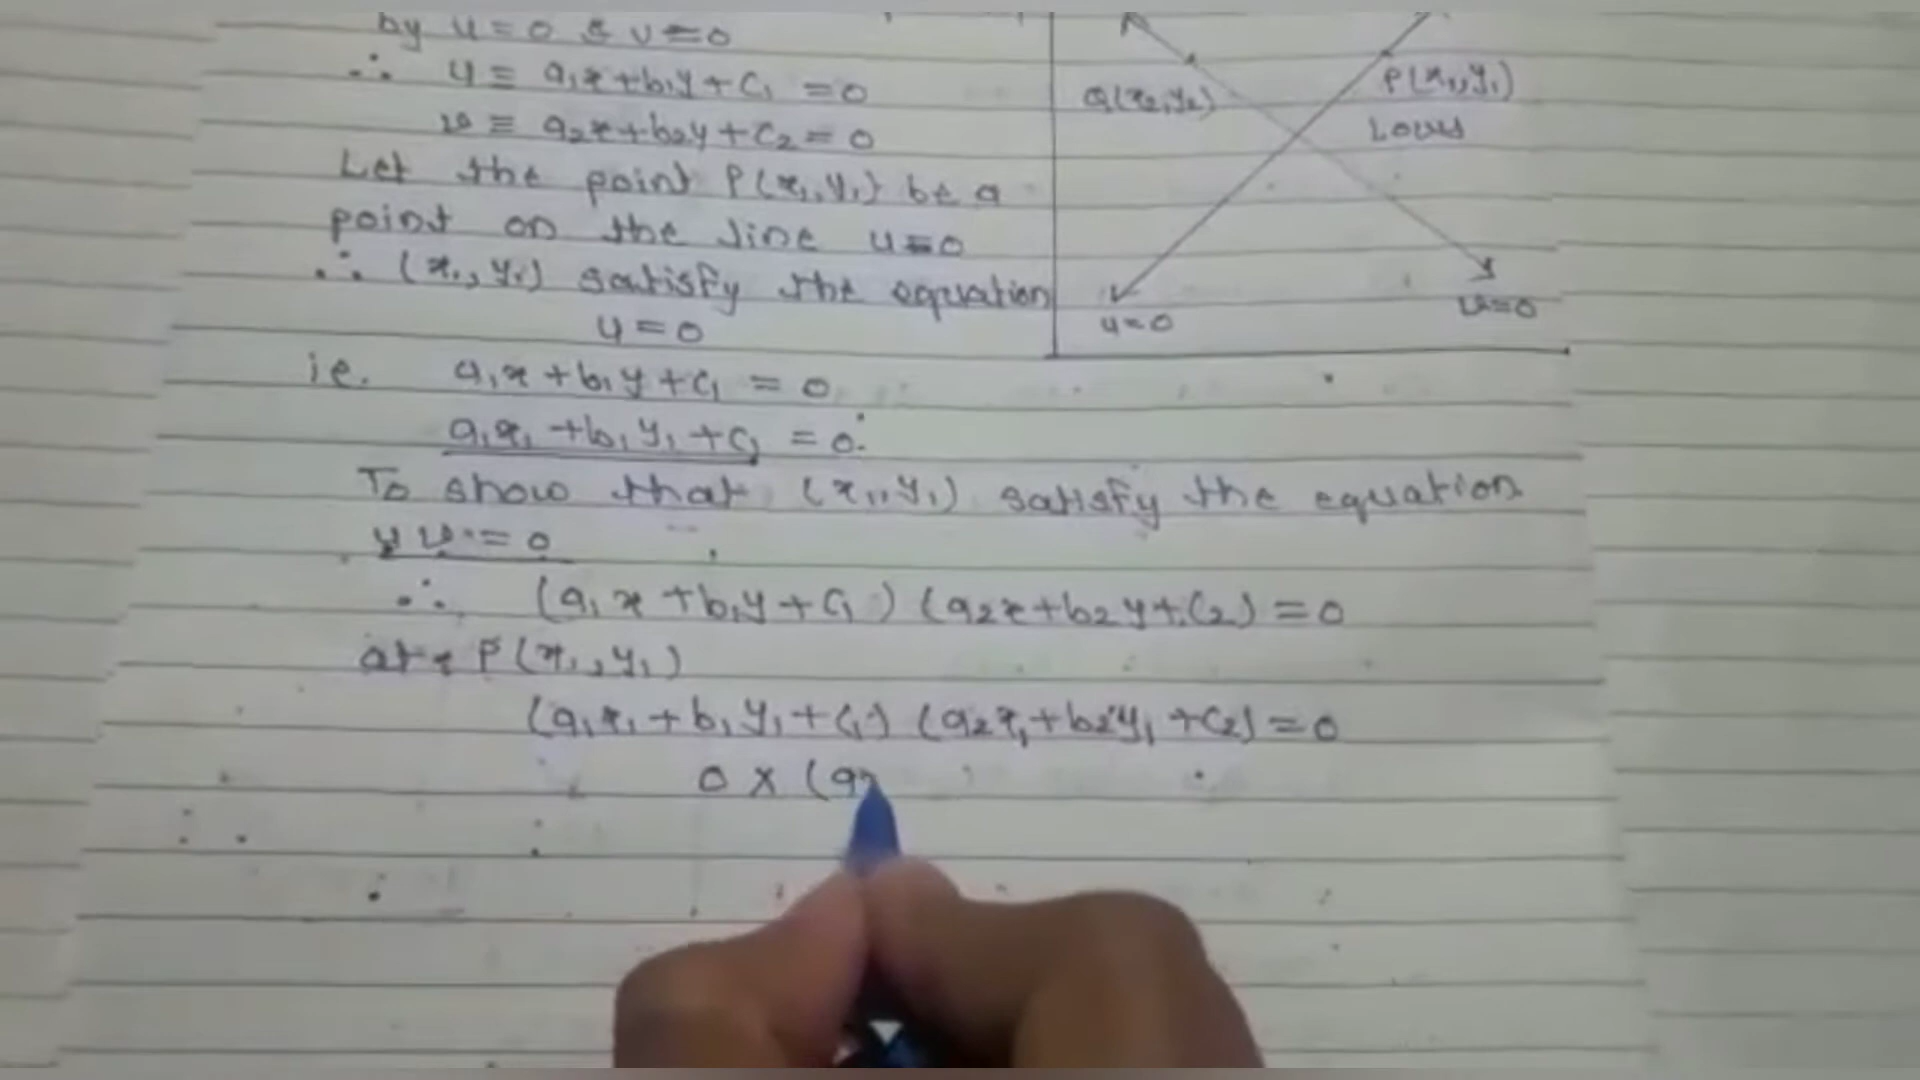 by u = 0 & v = 0
∴ u ≡ a₁x + b₁y + c₁ = 0
v ≡ a₂x + b₂y + c₂ = 0
Let the point P(x₁, y₁) be a
point on the line u = 0
∴ (x₁, y₁) satisfy the equation
u = 0
ie. a₁x + b₁y + c₁ = 0
a₁x₁ + b₁y₁ + c₁ = 0
To show that (x₁, y₁) satisfy the equation
uv = 0
∴ (a₁x + b₁y + c₁) (a₂x + b₂y + c₂) = 0
at P(x₁, y₁)
(a₁x₁ + b₁y₁ + c₁) (a₂x₁ + b₂y₁ + c₂) = 0
0 × (a₂
Q(x₂, y₂)
P(x₁, y₁)
Locus
u = 0
v = 0